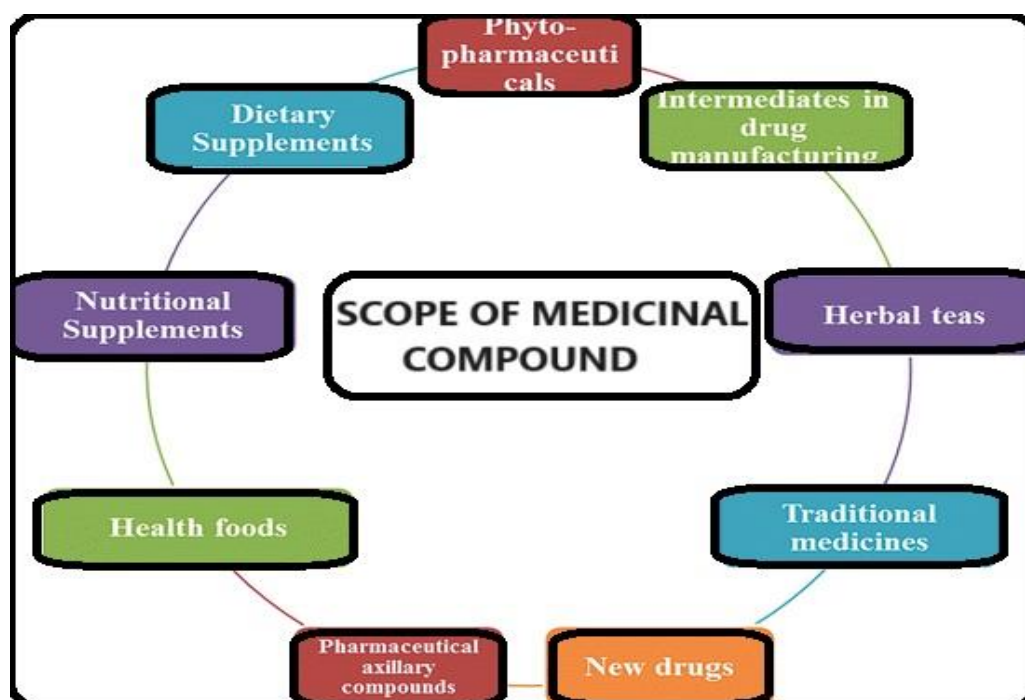 Phyto-
pharmaceuti
cals
Intermediates in
drug
manufacturing
Herbal teas
Traditional
medicines
New drugs
Pharmaceutical
axillary
compounds
Health foods
Nutritional
Supplements
Dietary
Supplements
SCOPE OF MEDICINAL
COMPOUND